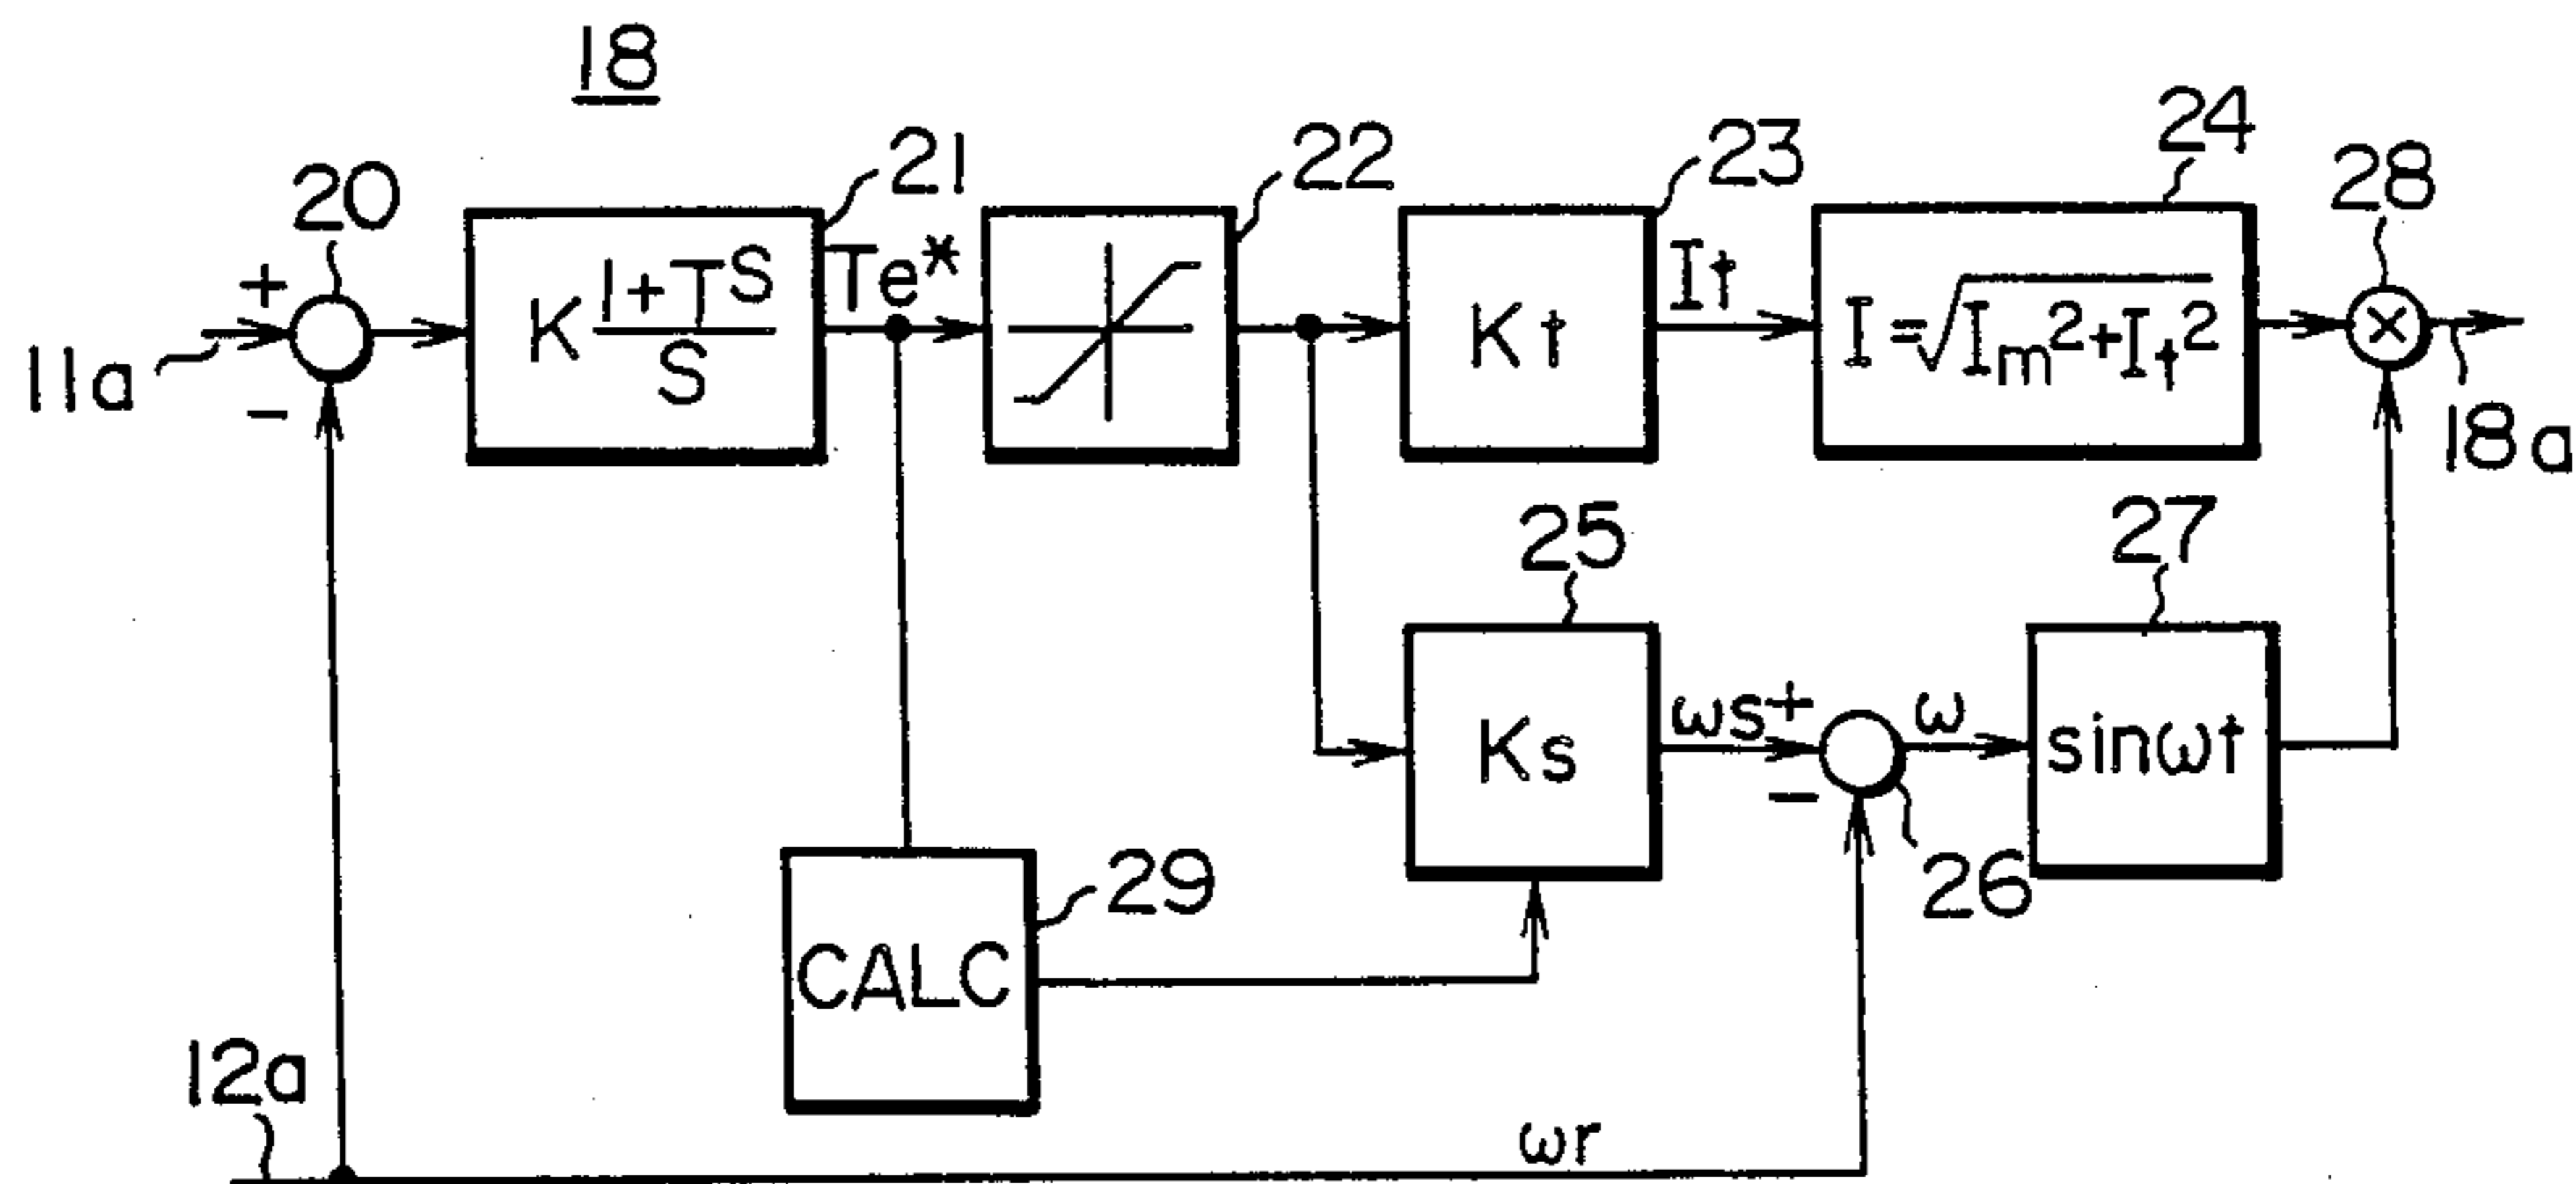 18
20
21
22
23
24
28
+
11a
-
K 1+TS / S
Te*
Kt
It
I=√Im²+It²
×
18a
25
27
Ks
ωs
+
-
26
ω
sinωt
29
CALC
12a
ωr